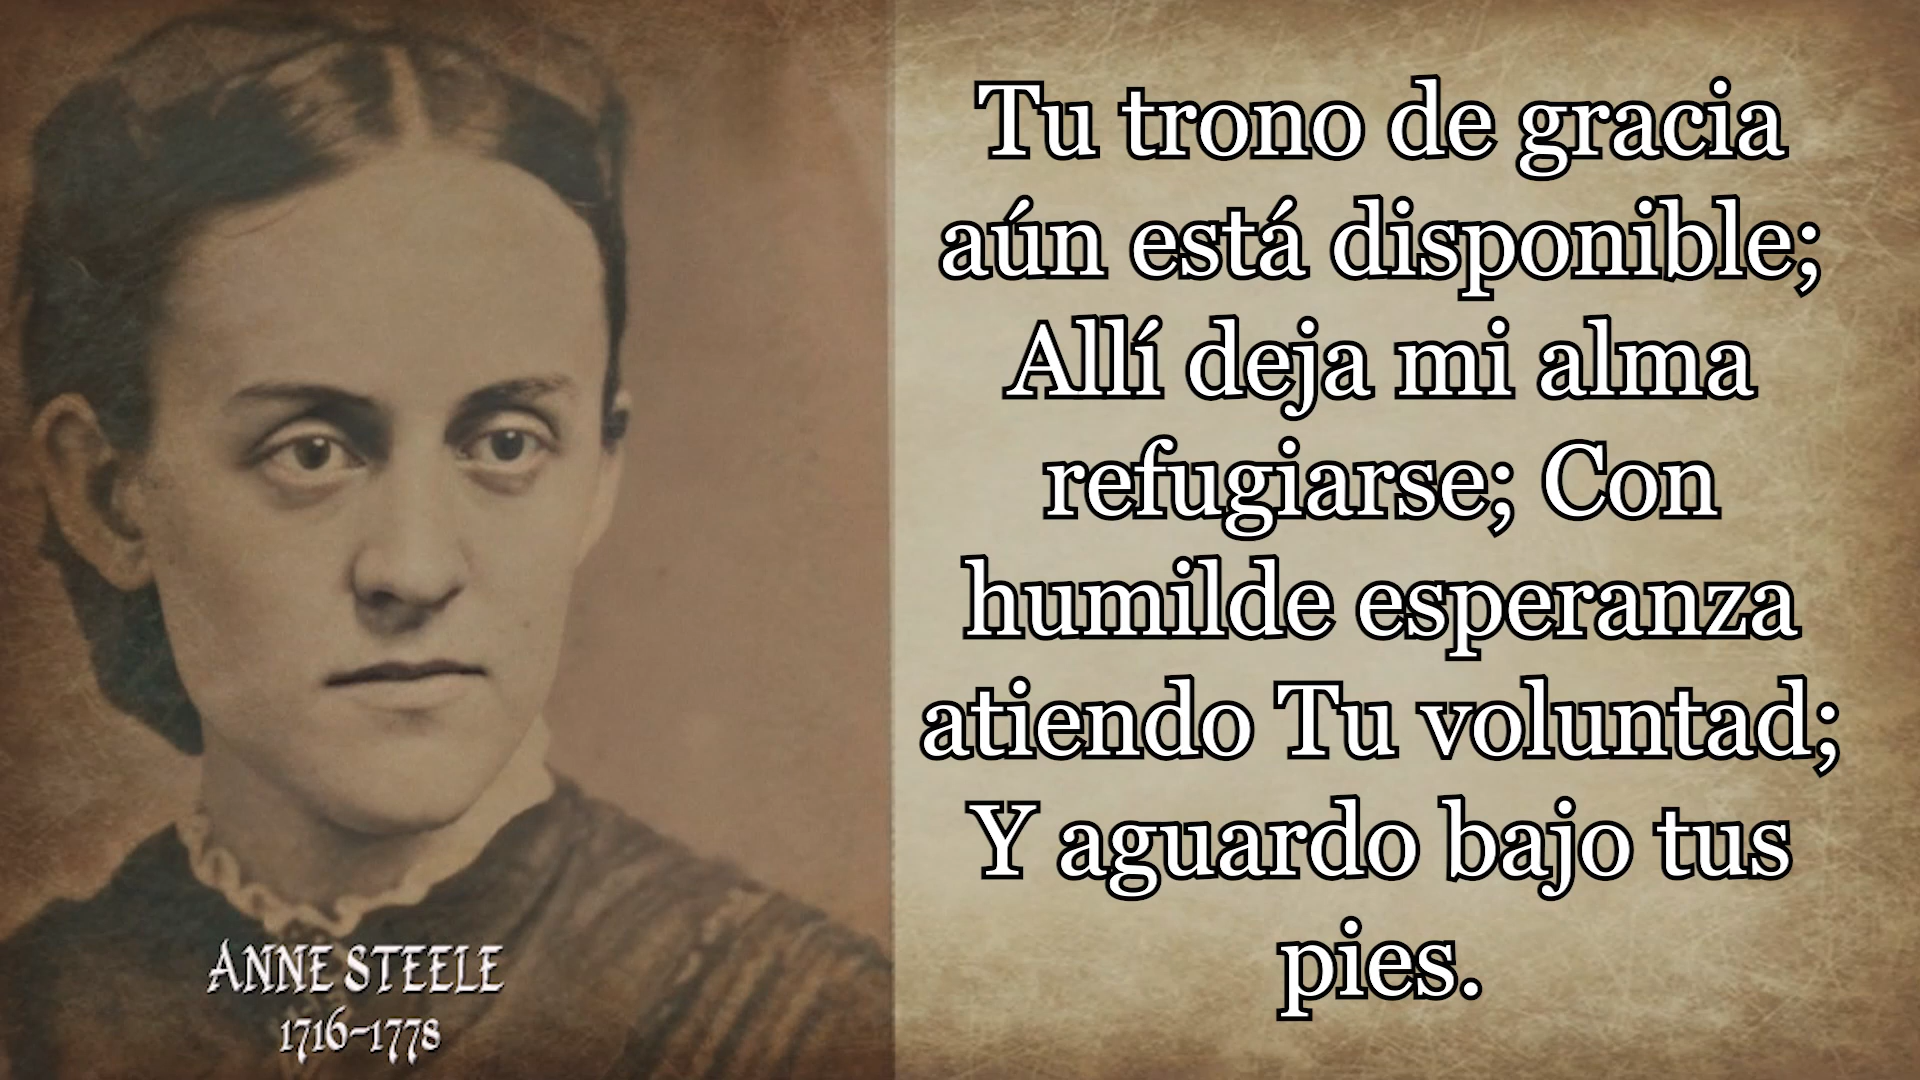 Tu trono de gracia
aún está disponible;
Allí deja mi alma
refugiarse; Con
humilde esperanza
atiendo Tu voluntad;
Y aguardo bajo tus
pies.
ANNE STEELE
1716-1778